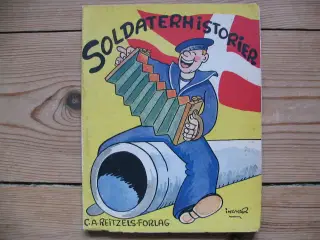 SOLDATERHISTORIER
C.A. REITZELS FORLAG